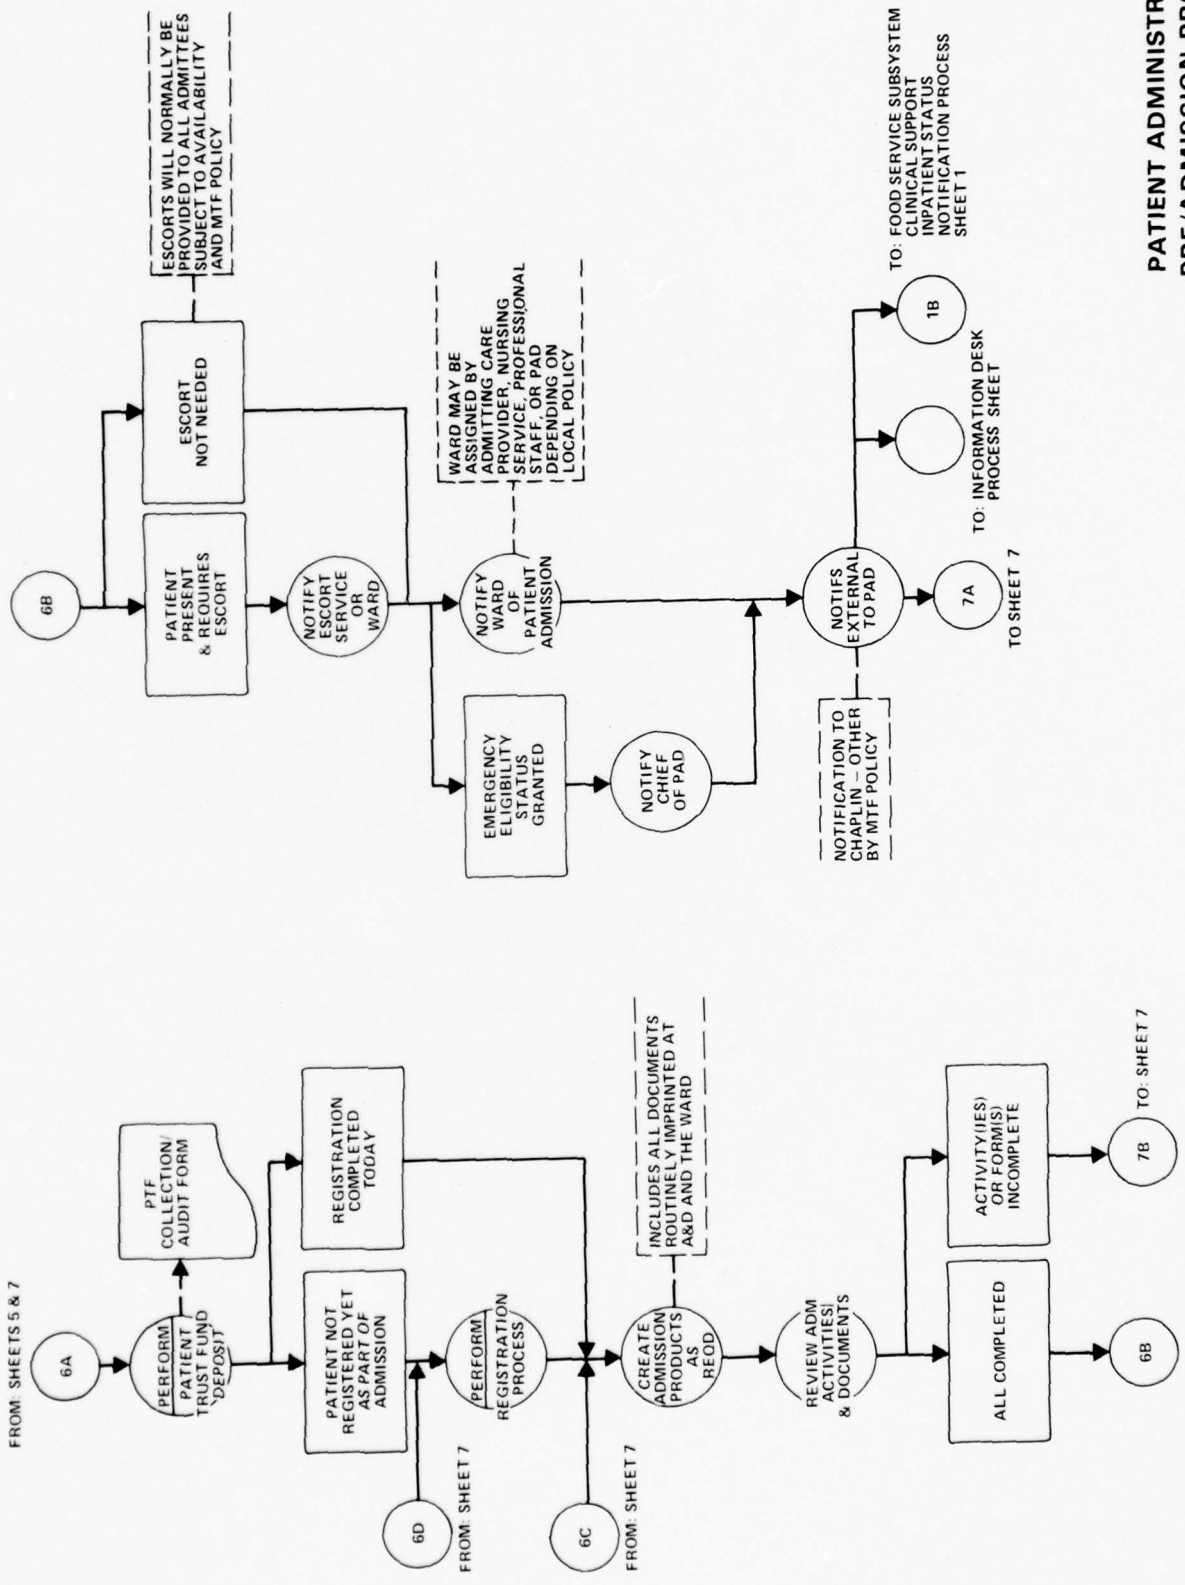 FROM: SHEETS 5 & 7
6A
PERFORM
PATIENT
TRUST FUND
DEPOSIT
PTF
COLLECTION/
AUDIT FORM
PATIENT NOT
REGISTERED YET
AS PART OF
ADMISSION
REGISTRATION
COMPLETED
TODAY
6D
FROM: SHEET 7
PERFORM
REGISTRATION
PROCESS
6C
FROM: SHEET 7
CREATE
ADMISSION
PRODUCTS
AS
REQD
INCLUDES ALL DOCUMENTS
ROUTINELY IMPRINTED AT
A&D AND THE WARD
REVIEW ADM
ACTIVITIES
& DOCUMENTS
ALL COMPLETED
ACTIVITY(IES)
OR FORM(S)
INCOMPLETE
6B
7B
TO: SHEET 7
6B
PATIENT
PRESENT
& REQUIRES
ESCORT
ESCORT
NOT NEEDED
ESCORTS WILL NORMALLY BE
PROVIDED TO ALL ADMITTEES
SUBJECT TO AVAILABILITY
AND MTF POLICY
NOTIFY
ESCORT
SERVICE
OR
WARD
EMERGENCY
ELIGIBILITY
STATUS
GRANTED
NOTIFY
WARD
OF
PATIENT
ADMISSION
WARD MAY BE
ASSIGNED BY
ADMITTING CARE
PROVIDER, NURSING
SERVICE, PROFESSIONAL
STAFF, OR PAD
DEPENDING ON
LOCAL POLICY
NOTIFY
CHIEF
OF PAD
NOTIFICATION TO
CHAPLIN – OTHER
BY MTF POLICY
NOTIFS
EXTERNAL
TO PAD
7A
TO SHEET 7
TO: INFORMATION DESK
PROCESS SHEET
1B
TO: FOOD SERVICE SUBSYSTEM
CLINICAL SUPPORT
INPATIENT STATUS
NOTIFICATION PROCESS
SHEET 1
PATIENT ADMINISTR